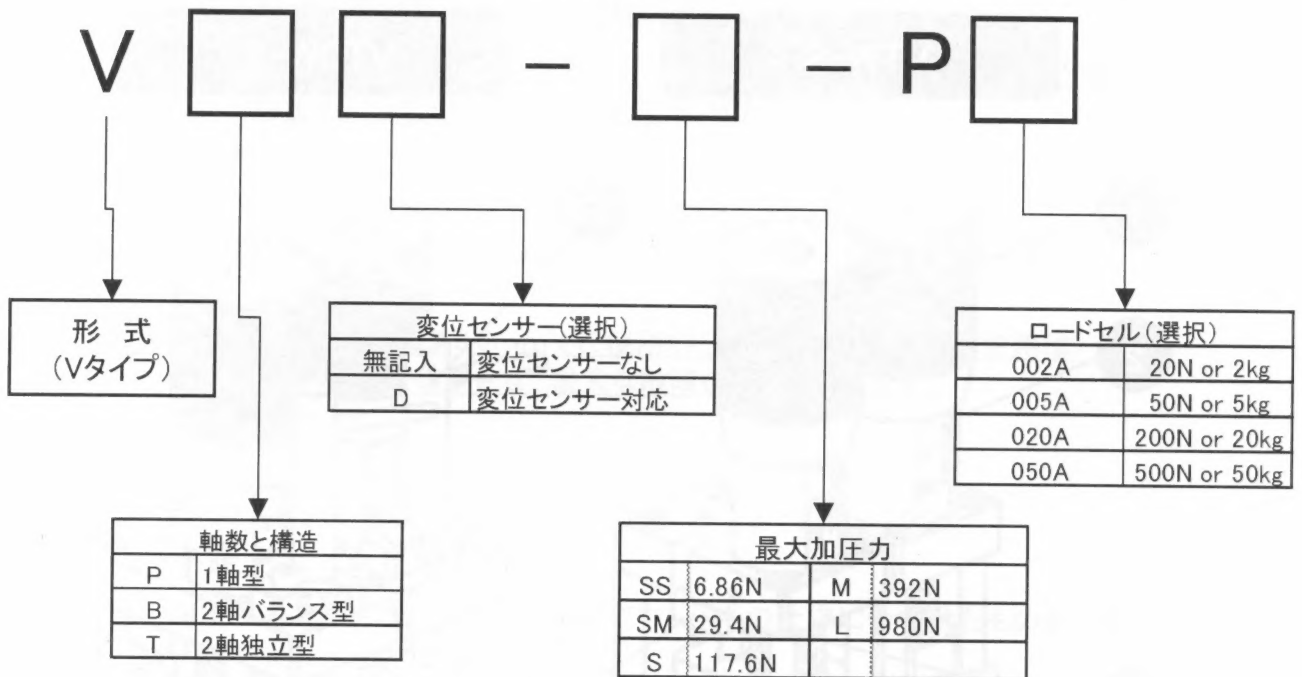 V □ □ － □ － P □
形 式
(Vタイプ)
変位センサー(選択)
無記入 変位センサーなし
D 変位センサー対応
ロードセル(選択)
002A 20N or 2kg
005A 50N or 5kg
020A 200N or 20kg
050A 500N or 50kg
軸数と構造
P 1軸型
B 2軸バランス型
T 2軸独立型
最大加圧力
SS 6.86N M 392N
SM 29.4N L 980N
S 117.6N